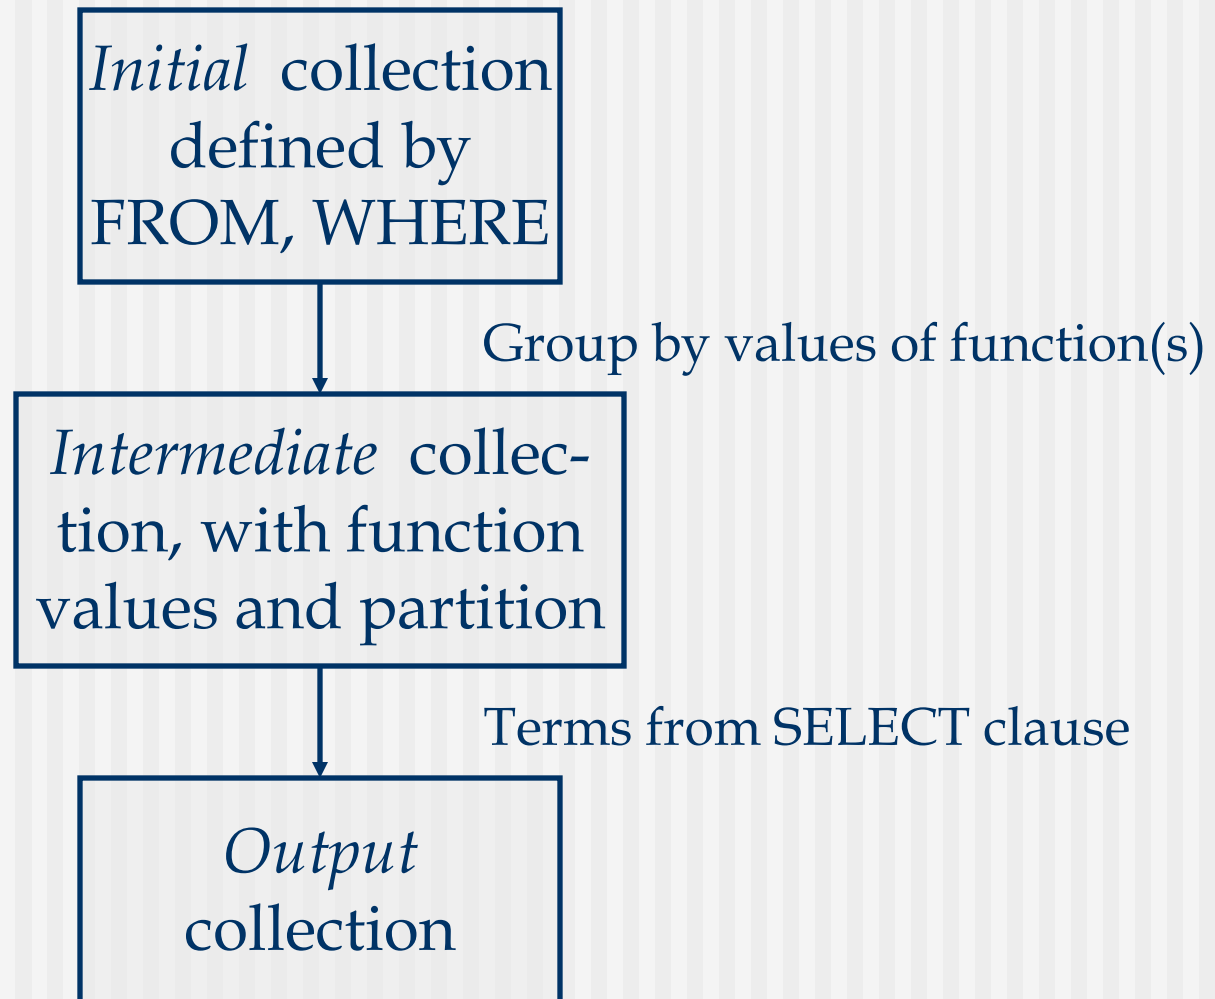 Initial collection
defined by
FROM, WHERE
Group by values of function(s)
Intermediate collec-
tion, with function
values and partition
Terms from SELECT clause
Output
collection